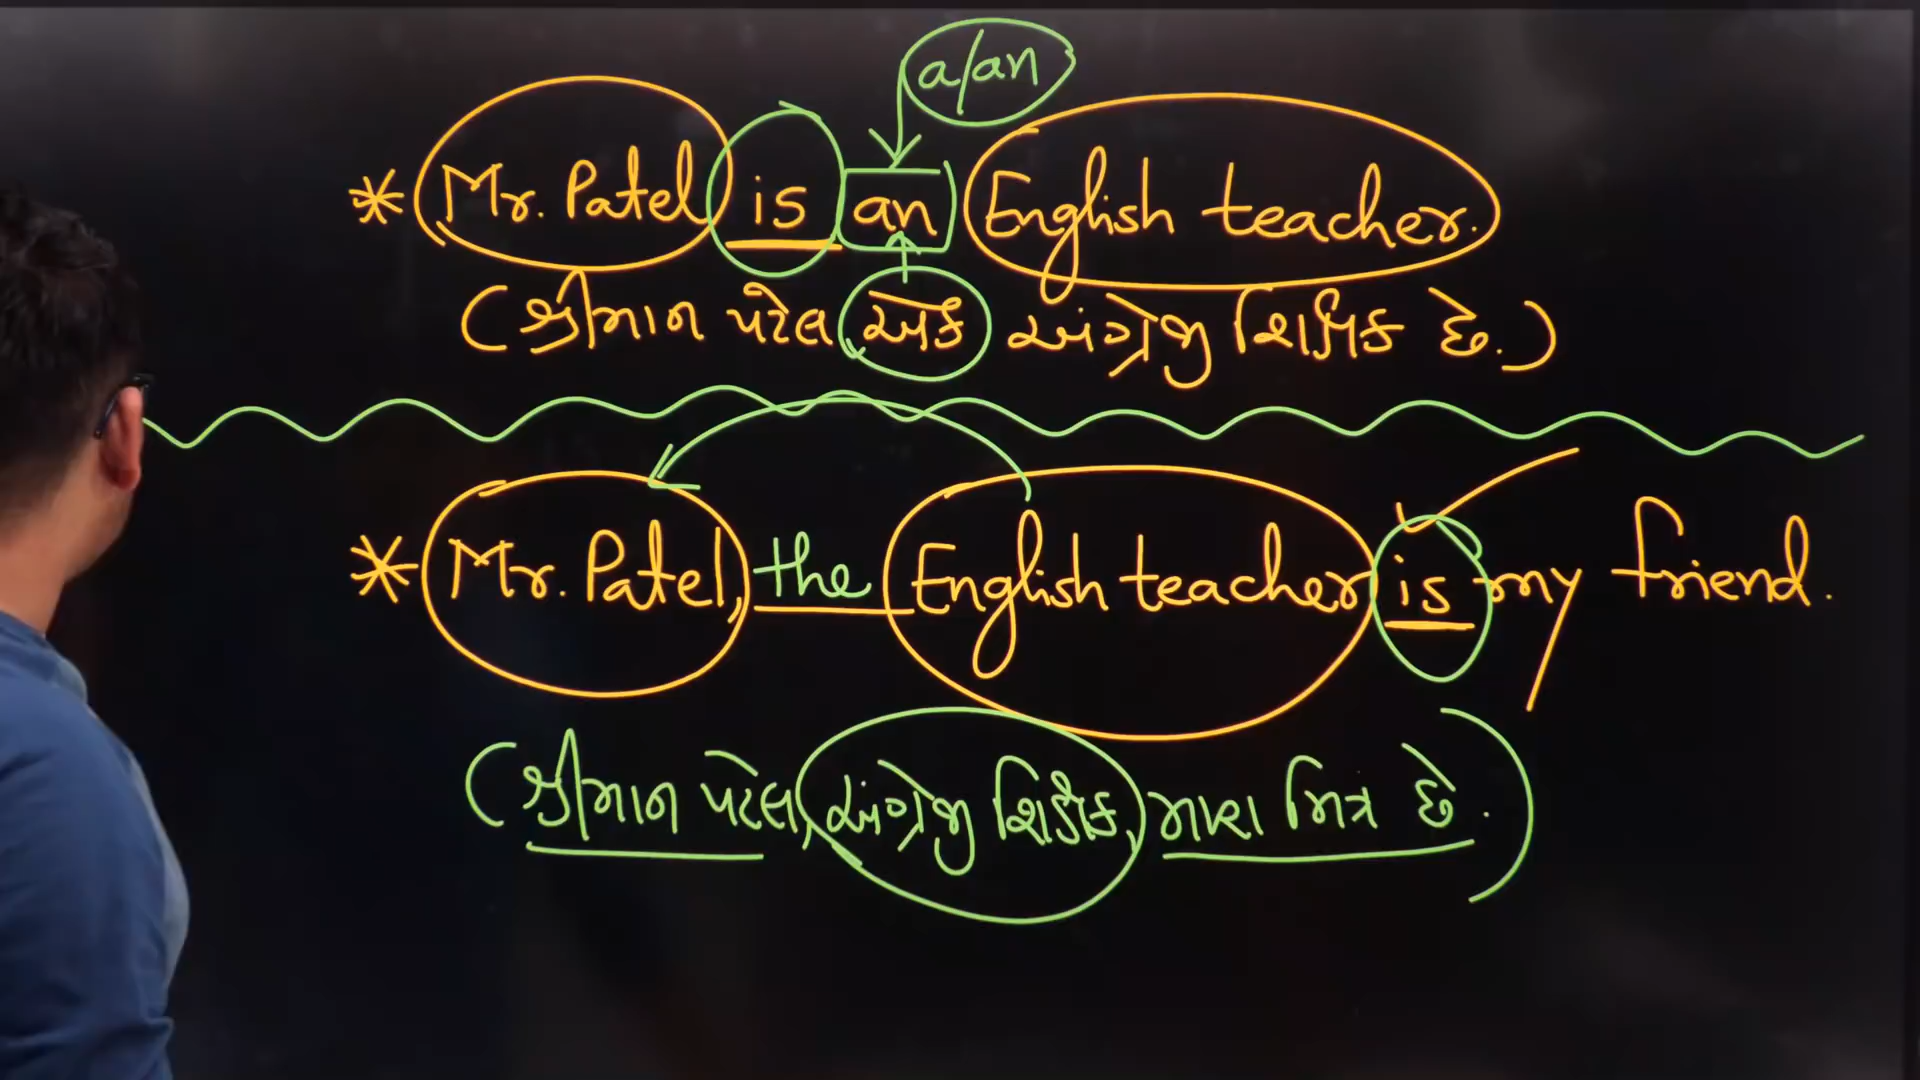 a/an
* Mr. Patel is an English teacher.
(શ્રીમાન પટેલ એક અંગ્રેજી શિક્ષક છે.)
* Mr. Patel, the English teacher is my friend.
(શ્રીમાન પટેલ, અંગ્રેજી શિક્ષક, મારા મિત્ર છે.)